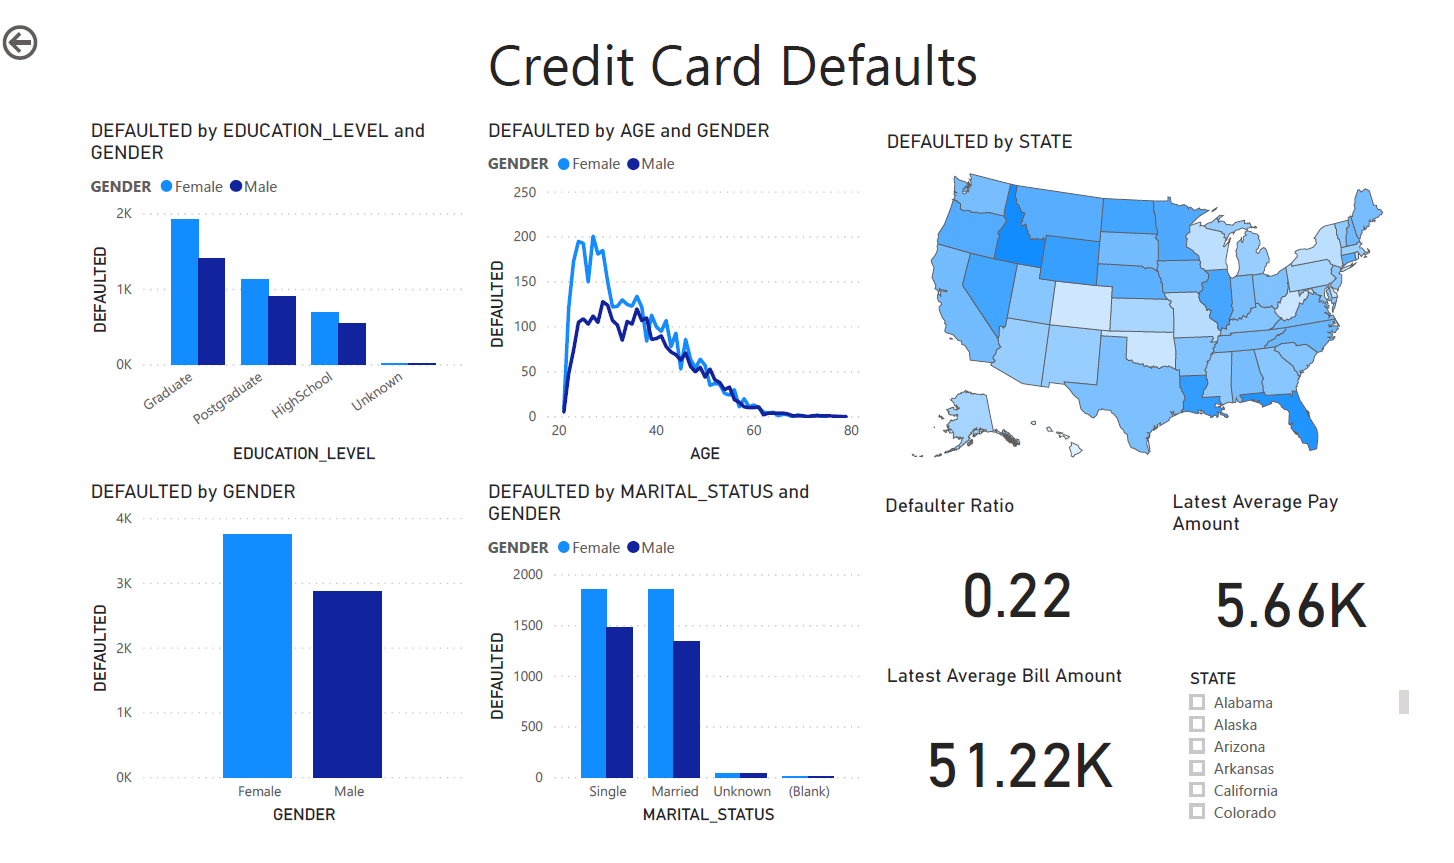 Credit Card Defaults
DEFAULTED by EDUCATION_LEVEL and
GENDER
GENDER Female Male
2K
1K
0K
DEFAULTED
Graduate
Postgraduate
HighSchool
Unknown
EDUCATION_LEVEL
DEFAULTED by AGE and GENDER
GENDER Female Male
250
200
150
100
50
0
DEFAULTED
20 40 60 80
AGE
DEFAULTED by STATE
DEFAULTED by GENDER
4K
3K
2K
1K
0K
DEFAULTED
Female Male
GENDER
DEFAULTED by MARITAL_STATUS and
GENDER
GENDER Female Male
2000
1500
1000
500
0
DEFAULTED
Single Married Unknown (Blank)
MARITAL_STATUS
Defaulter Ratio
0.22
Latest Average Pay
Amount
5.66K
Latest Average Bill Amount
51.22K
STATE
Alabama
Alaska
Arizona
Arkansas
California
Colorado